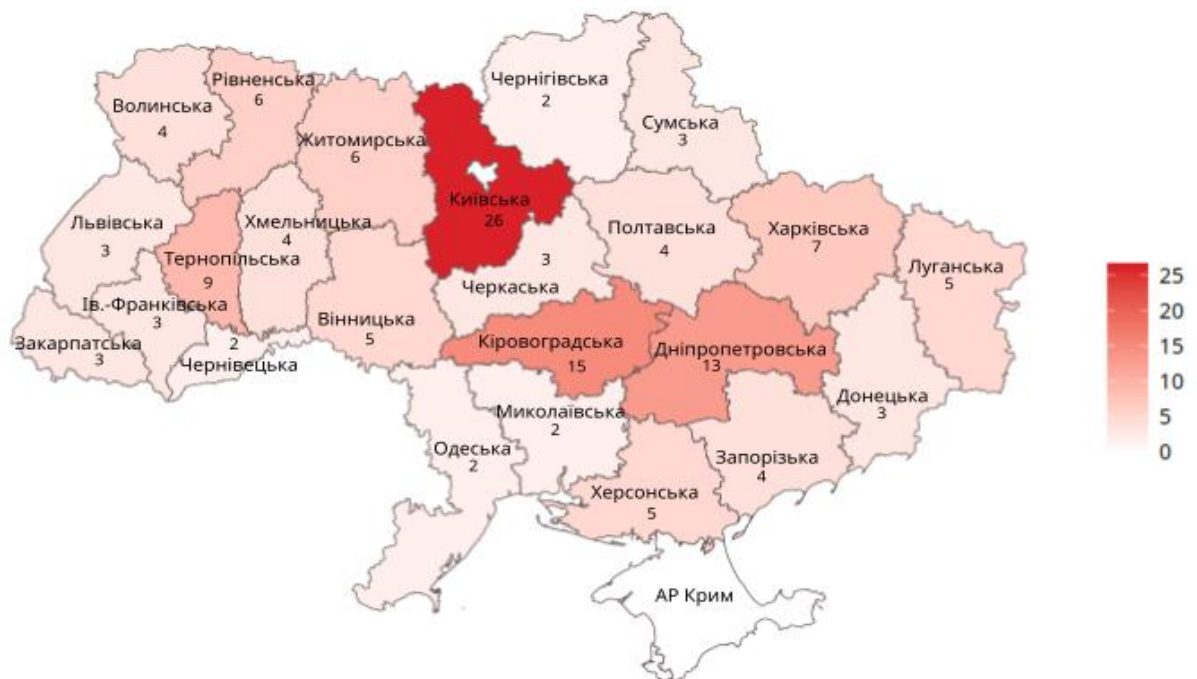 Чернігівська
2
Рівненська
6
Волинська
4
Сумська
3
Житомирська
6
Київська
26
Львівська
3
Хмельницька
4
Полтавська
4
Харківська
7
Тернопільська
9
3
Черкаська
Луганська
5
Ів.-Франківська
3
Вінницька
5
Закарпатська
3
2
Чернівецька
Кіровоградська
15
Дніпропетровська
13
Донецька
3
Миколаївська
2
Одеська
2
Запорізька
4
Херсонська
5
АР Крим
25
20
15
10
5
0